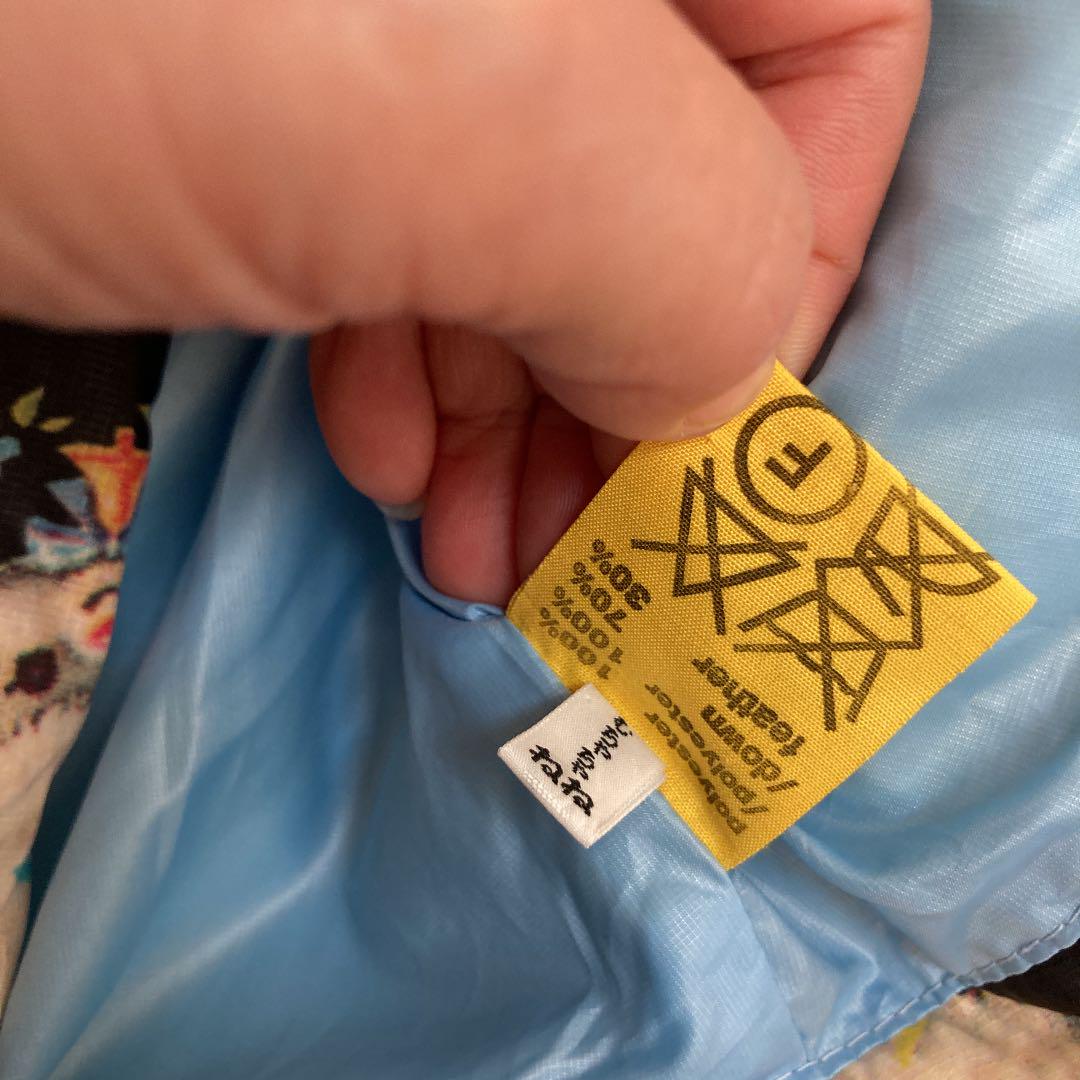 F
/polyester 100%
/polyester 100%
/down 70%
feather 30%